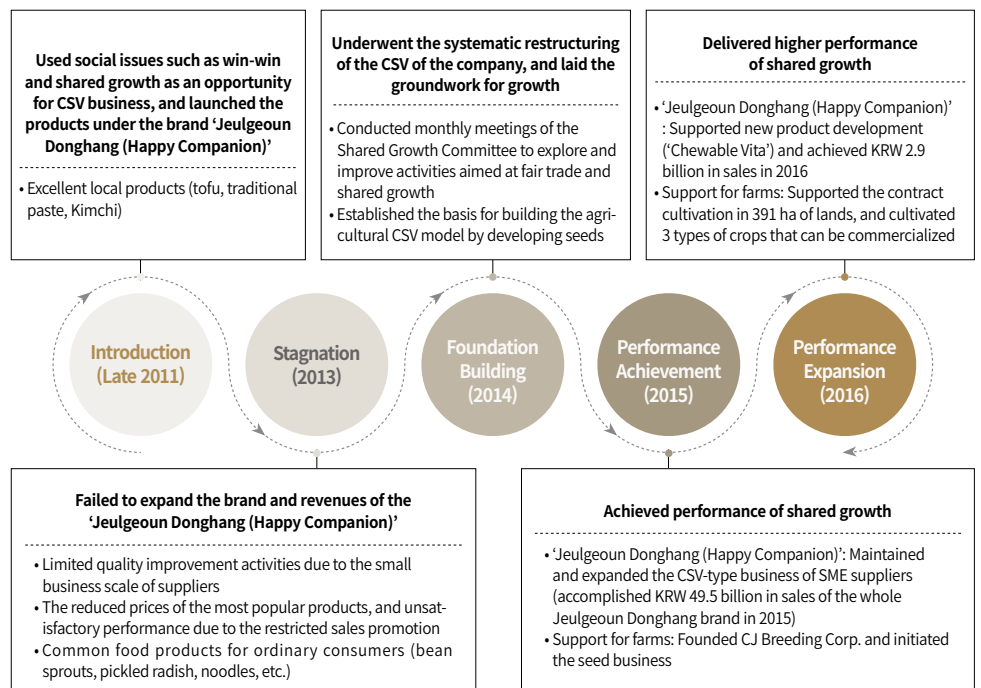 Used social issues such as win-win
and shared growth as an opportunity
for CSV business, and launched the
products under the brand ‘Jeulgeoun
Donghang (Happy Companion)’
• Excellent local products (tofu, traditional
paste, Kimchi)
Underwent the systematic restructuring
of the CSV of the company, and laid the
groundwork for growth
• Conducted monthly meetings of the
Shared Growth Committee to explore and
improve activities aimed at fair trade and
shared growth
• Established the basis for building the agri-
cultural CSV model by developing seeds
Delivered higher performance
of shared growth
• ‘Jeulgeoun Donghang (Happy Companion)’
: Supported new product development
(‘Chewable Vita’) and achieved KRW 2.9
billion in sales in 2016
• Support for farms: Supported the contract
cultivation in 391 ha of lands, and cultivated
3 types of crops that can be commercialized
Introduction
(Late 2011)
Stagnation
(2013)
Foundation
Building
(2014)
Performance
Achievement
(2015)
Performance
Expansion
(2016)
Failed to expand the brand and revenues of the
‘Jeulgeoun Donghang (Happy Companion)’
• Limited quality improvement activities due to the small
business scale of suppliers
• The reduced prices of the most popular products, and unsat-
isfactory performance due to the restricted sales promotion
• Common food products for ordinary consumers (bean
sprouts, pickled radish, noodles, etc.)
Achieved performance of shared growth
• ‘Jeulgeoun Donghang (Happy Companion)’: Maintained
and expanded the CSV-type business of SME suppliers
(accomplished KRW 49.5 billion in sales of the whole
Jeulgeoun Donghang brand in 2015)
• Support for farms: Founded CJ Breeding Corp. and initiated
the seed business